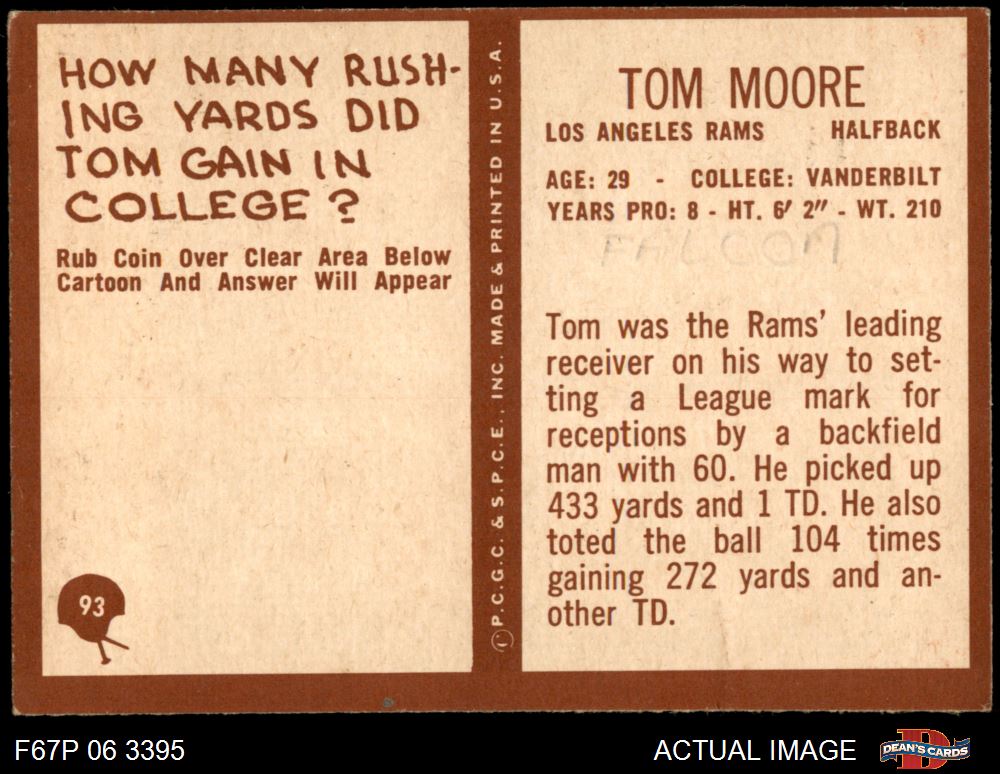 HOW MANY RUSH-
ING YARDS DID
TOM GAIN IN
COLLEGE ?
Rub Coin Over Clear Area Below
Cartoon And Answer Will Appear
93
© P.C.G.C. & S.P.C.E., INC. MADE & PRINTED IN U.S.A.
TOM MOORE
LOS ANGELES RAMS HALFBACK
AGE: 29 - COLLEGE: VANDERBILT
YEARS PRO: 8 - HT. 6' 2" - WT. 210
FALCON
Tom was the Rams' leading
receiver on his way to set-
ting a League mark for
receptions by a backfield
man with 60. He picked up
433 yards and 1 TD. He also
toted the ball 104 times
gaining 272 yards and an-
other TD.
F67P 06 3395
ACTUAL IMAGE
DEAN'S CARDS